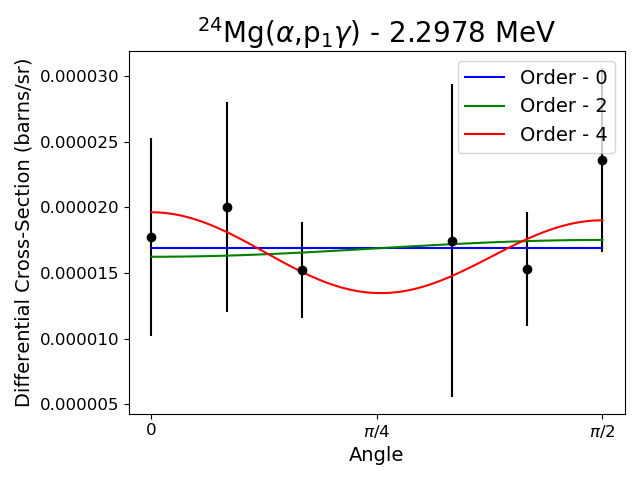 ²⁴Mg(α,p₁γ) - 2.2978 MeV
Differential Cross-Section (barns/sr)
0.000030
0.000025
0.000020
0.000015
0.000010
0.000005
Order - 0
Order - 2
Order - 4
0
π/4
π/2
Angle